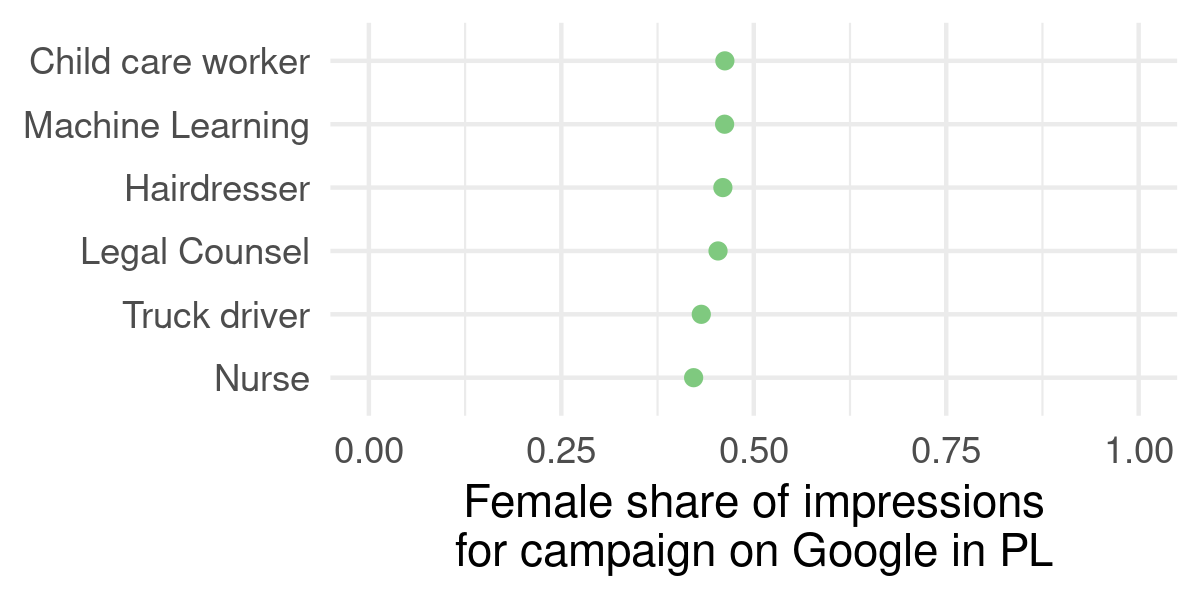 Child care worker
Machine Learning
Hairdresser
Legal Counsel
Truck driver
Nurse
0.00 0.25 0.50 0.75 1.00
Female share of impressions
for campaign on Google in PL